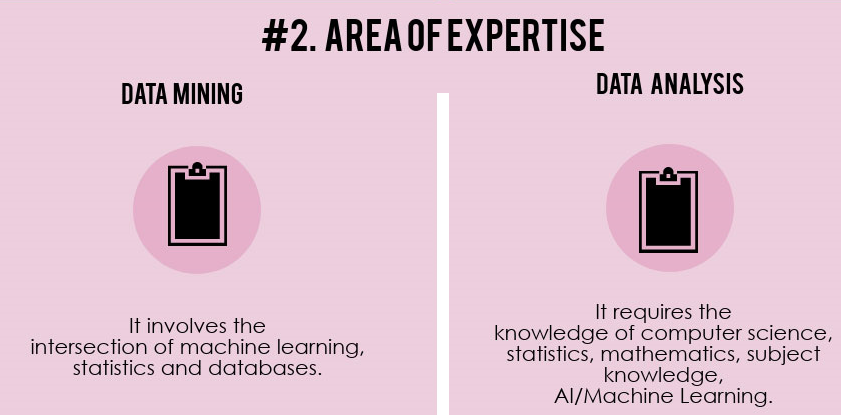 #2. AREA OF EXPERTISE
DATA MINING
It involves the
intersection of machine learning,
statistics and databases.
DATA ANALYSIS
It requires the
knowledge of computer science,
statistics, mathematics, subject
knowledge,
AI/Machine Learning.